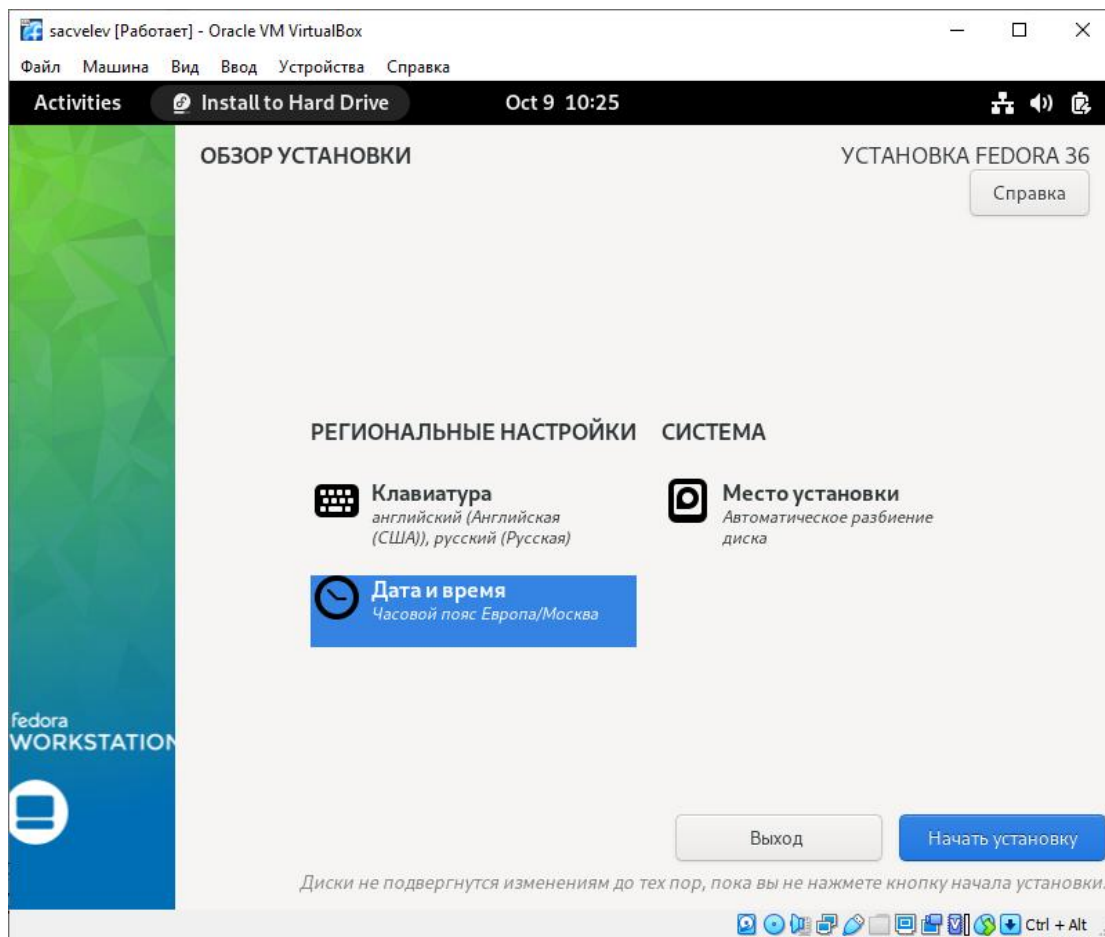 sacvelev [Работает] - Oracle VM VirtualBox
Файл Машина Вид Ввод Устройства Справка
Activities Install to Hard Drive Oct 9 10:25
ОБЗОР УСТАНОВКИ УСТАНОВКА FEDORA 36
Справка
РЕГИОНАЛЬНЫЕ НАСТРОЙКИ СИСТЕМА
Клавиатура
английский (Английская
(США)), русский (Русская)
Место установки
Автоматическое разбиение
диска
Дата и время
Часовой пояс Европа/Москва
fedora
WORKSTATION
Выход Начать установку
Диски не подвергнутся изменениям до тех пор, пока вы не нажмете кнопку начала установки.
Ctrl + Alt